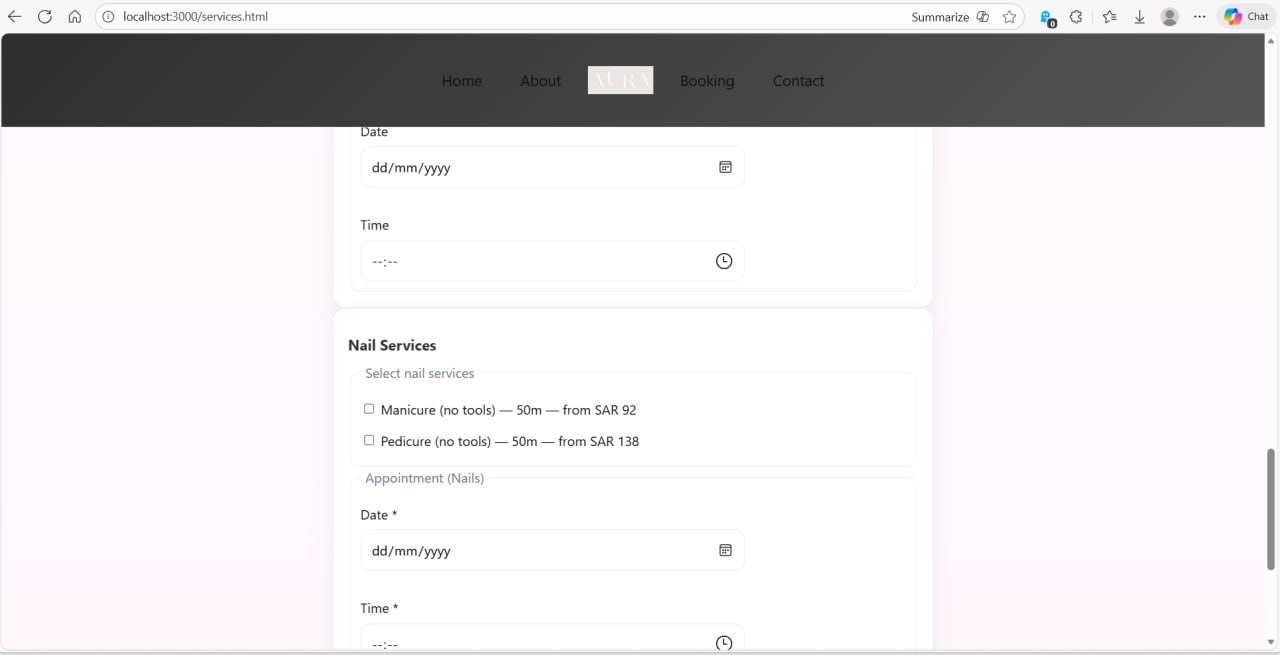 localhost:3000/services.html
Summarize
0
Chat
Home About AURA Booking Contact
Date
dd/mm/yyyy
Time
--:--
Nail Services
Select nail services
Manicure (no tools) — 50m — from SAR 92
Pedicure (no tools) — 50m — from SAR 138
Appointment (Nails)
Date *
dd/mm/yyyy
Time *
--:--